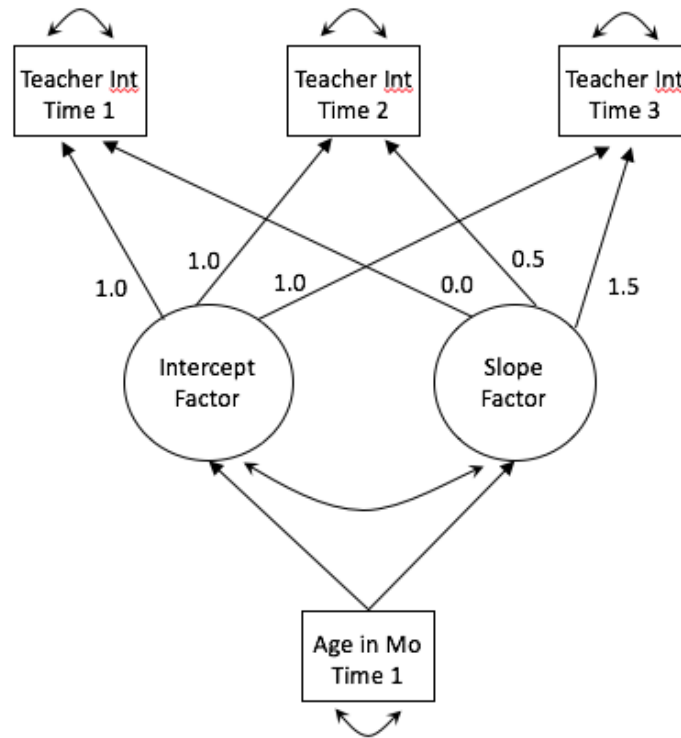 Teacher Int
Time 1
Teacher Int
Time 2
Teacher Int
Time 3
1.0
1.0
1.0
0.0
0.5
1.5
Intercept
Factor
Slope
Factor
Age in Mo
Time 1